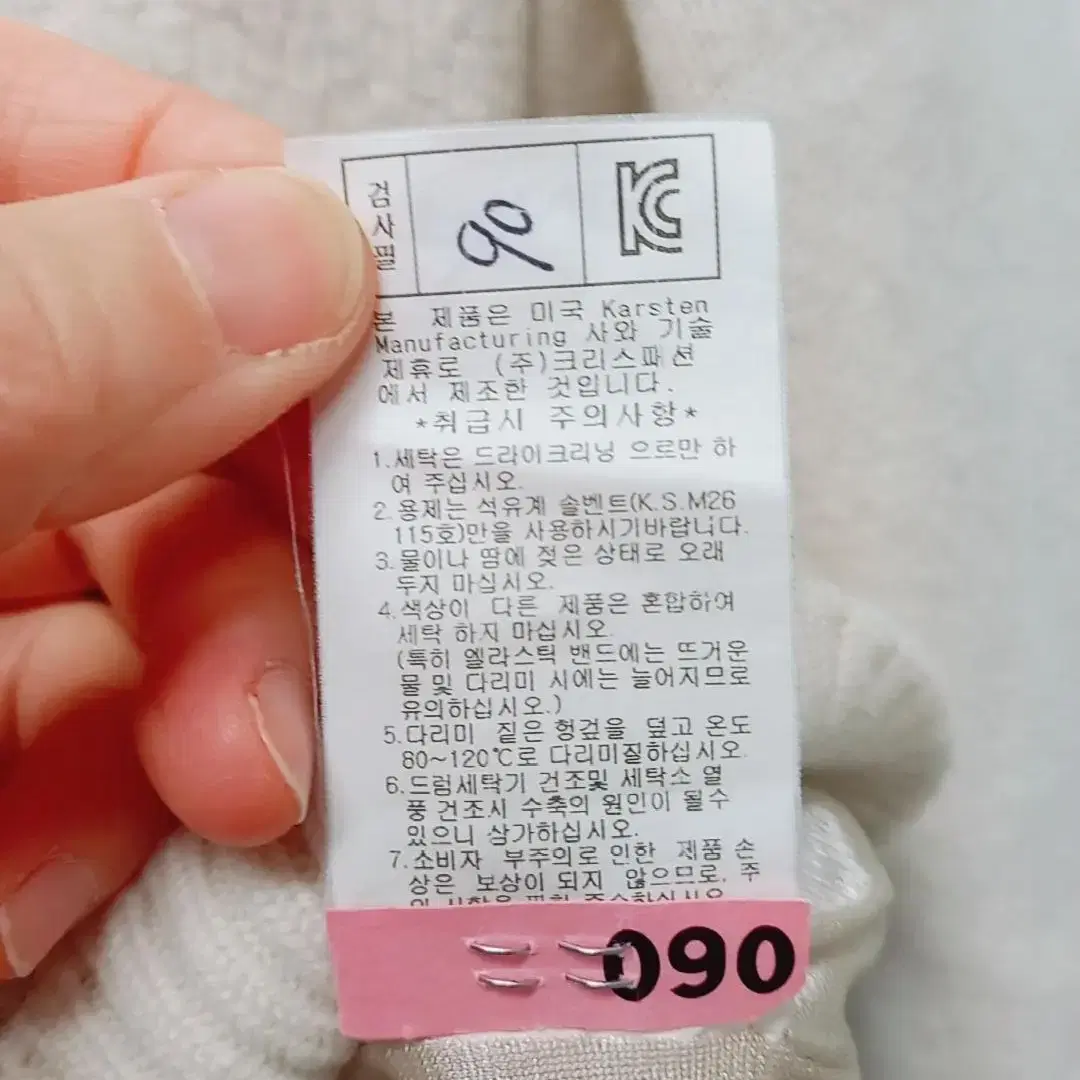 검사필
90
KC
본 제품은 미국 Karsten
Manufacturing 사와 기술
제휴로 (주)크리스패션
에서 제조한 것입니다.
*취급시 주의사항*
1.세탁은 드라이크리닝 으로만 하
여 주십시오.
2.용제는 석유계 솔벤트(K.S.M26
115호)만을 사용하시기바랍니다.
3.물이나 땀에 젖은 상태로 오래
두지 마십시오.
4.색상이 다른 제품은 혼합하여
세탁 하지 마십시오.
(특히 엘라스틱 밴드에는 뜨거운
물 및 다리미 시에는 늘어지므로
유의하십시오.)
5.다리미 질은 헝겊을 덮고 온도
80~120℃로 다리미질하십시오.
6.드럼세탁기 건조및 세탁소 열
풍 건조시 수축의 원인이 될수
있으니 삼가하십시오.
7.소비자 부주의로 인한 제품 손
상은 보상이 되지 않으므로, 주
090